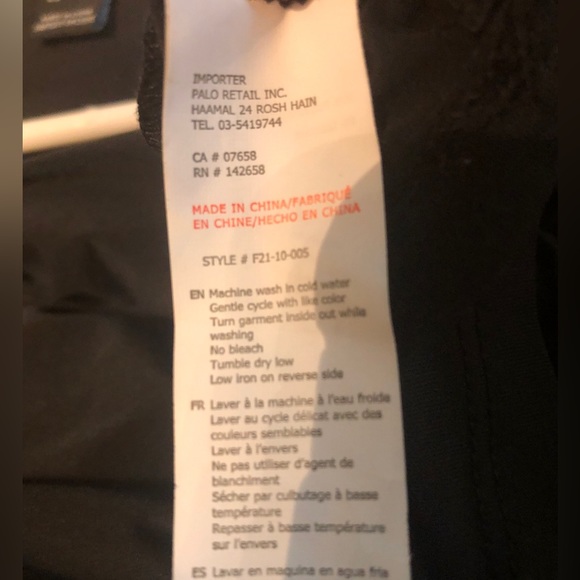 IMPORTER
PALO RETAIL INC.
HAAMAL 24 ROSH HAIN
TEL. 03-5419744
CA # 07658
RN # 142658
MADE IN CHINA/FABRIQUÉ
EN CHINE/HECHO EN CHINA
STYLE # F21-10-005
EN Machine wash in cold water
Gentle cycle with like color
Turn garment inside out while
washing
No bleach
Tumble dry low
Low iron on reverse side
FR Laver à la machine à l'eau froide
Laver au cycle délicat avec des
couleurs semblables
Laver à l'envers
Ne pas utiliser d'agent de
blanchiment
Sécher par culbutage à basse
température
Repasser à basse température
sur l'envers
ES Lavar en maquina en agua fria